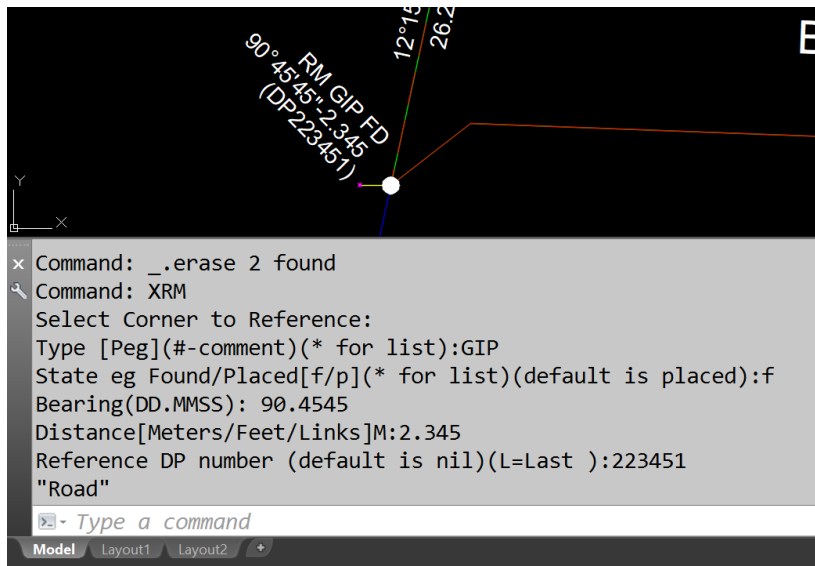 12°15
26.2
RM GIP FD
90°45'45"-2.345
(DP223451)
Y
X
Command: _.erase 2 found
Command: XRM
Select Corner to Reference:
Type [Peg](#-comment)(* for list):GIP
State eg Found/Placed[f/p](* for list)(default is placed):f
Bearing(DD.MMSS): 90.4545
Distance[Meters/Feet/Links]M:2.345
Reference DP number (default is nil)(L=Last ):223451
"Road"
Type a command
Model Layout1 Layout2 +